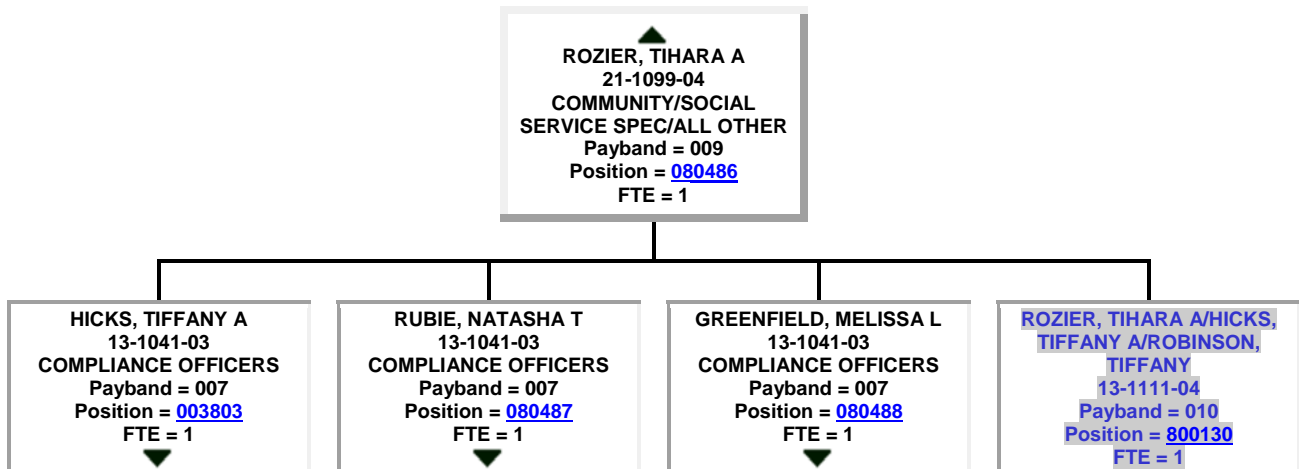 ROZIER, TIHARA A
21-1099-04
COMMUNITY/SOCIAL
SERVICE SPEC/ALL OTHER
Payband = 009
Position = 080486
FTE = 1
HICKS, TIFFANY A
13-1041-03
COMPLIANCE OFFICERS
Payband = 007
Position = 003803
FTE = 1
RUBIE, NATASHA T
13-1041-03
COMPLIANCE OFFICERS
Payband = 007
Position = 080487
FTE = 1
GREENFIELD, MELISSA L
13-1041-03
COMPLIANCE OFFICERS
Payband = 007
Position = 080488
FTE = 1
ROZIER, TIHARA A/HICKS,
TIFFANY A/ROBINSON,
TIFFANY
13-1111-04
Payband = 010
Position = 800130
FTE = 1